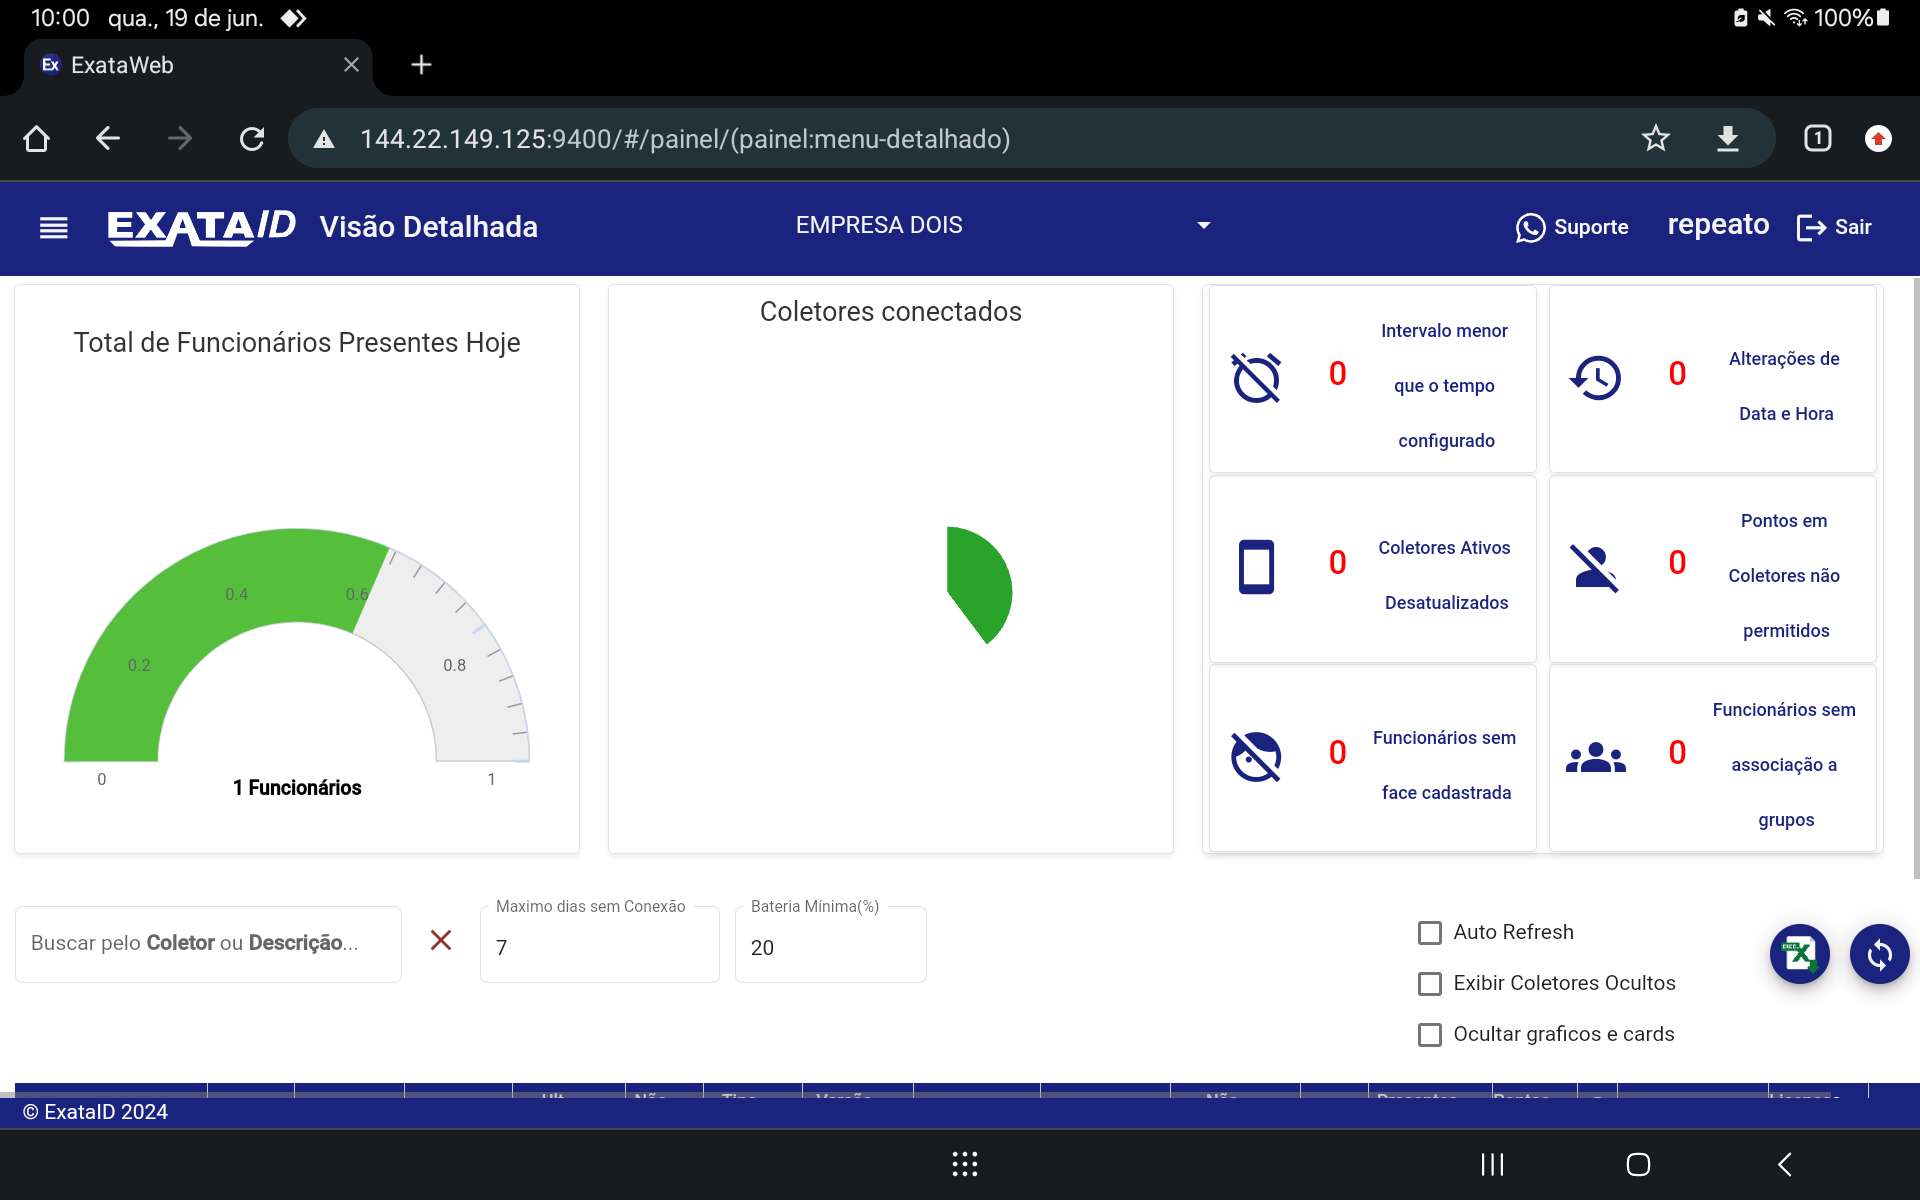 10:00 qua., 19 de jun.
100%
Ex ExataWeb
144.22.149.125:9400/#/painel/(painel:menu-detalhado)
1
EXATAID Visão Detalhada
EMPRESA DOIS
Suporte
repeato
Sair
Total de Funcionários Presentes Hoje
0
0.2
0.4
0.6
0.8
1
1 Funcionários
Coletores conectados
0
Intervalo menor
que o tempo
configurado
0
Alterações de
Data e Hora
0
Coletores Ativos
Desatualizados
0
Pontos em
Coletores não
permitidos
0
Funcionários sem
face cadastrada
0
Funcionários sem
associação a
grupos
Buscar pelo Coletor ou Descrição...
Maximo dias sem Conexão
7
Bateria Mínima(%)
20
Auto Refresh
Exibir Coletores Ocultos
Ocultar graficos e cards
© ExataID 2024